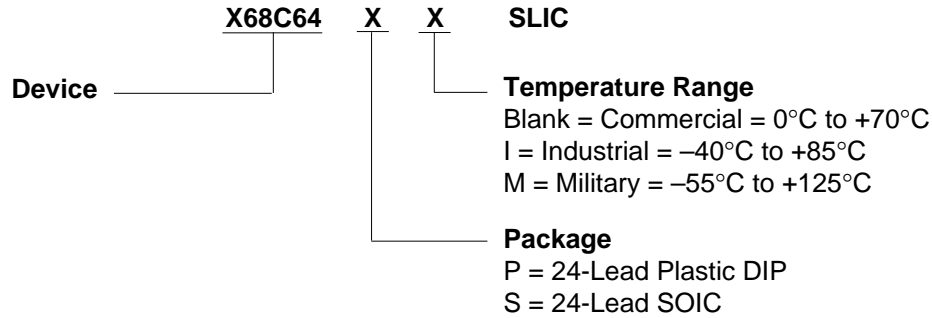 X68C64 X X SLIC
Device
Temperature Range
Blank = Commercial = 0°C to +70°C
I = Industrial = –40°C to +85°C
M = Military = –55°C to +125°C
Package
P = 24-Lead Plastic DIP
S = 24-Lead SOIC